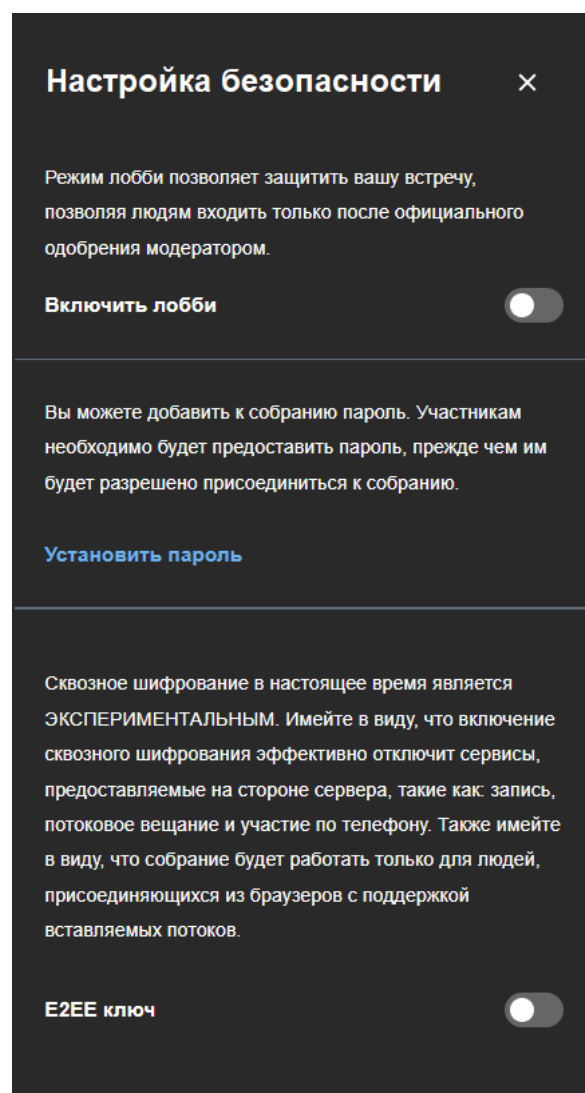 Настройка безопасности
Режим лобби позволяет защитить вашу встречу,
позволяя людям входить только после официального
одобрения модератором.
Включить лобби
Вы можете добавить к собранию пароль. Участникам
необходимо будет предоставить пароль, прежде чем им
будет разрешено присоединиться к собранию.
Установить пароль
Сквозное шифрование в настоящее время является
ЭКСПЕРИМЕНТАЛЬНЫМ. Имейте в виду, что включение
сквозного шифрования эффективно отключит сервисы,
предоставляемые на стороне сервера, такие как: запись,
потоковое вещание и участие по телефону. Также имейте
в виду, что собрание будет работать только для людей,
присоединяющихся из браузеров с поддержкой
вставляемых потоков.
E2EE ключ